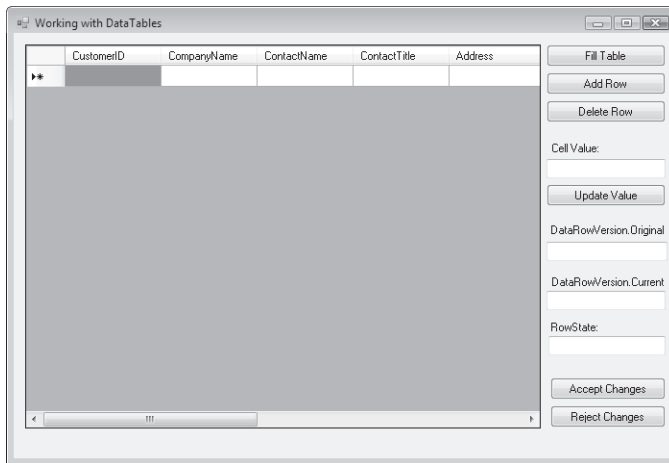 Working with DataTables
CustomerID CompanyName ContactName ContactTitle Address
Fill Table
Add Row
Delete Row
Cell Value:
Update Value
DataRowVersion.Original
DataRowVersion.Current
RowState:
Accept Changes
Reject Changes